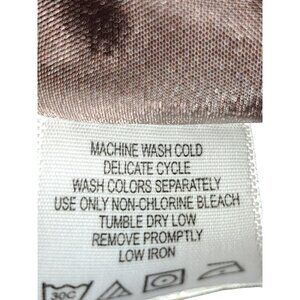 MACHINE WASH COLD
DELICATE CYCLE
WASH COLORS SEPARATELY
USE ONLY NON-CHLORINE BLEACH
TUMBLE DRY LOW
REMOVE PROMPTLY
LOW IRON
30C